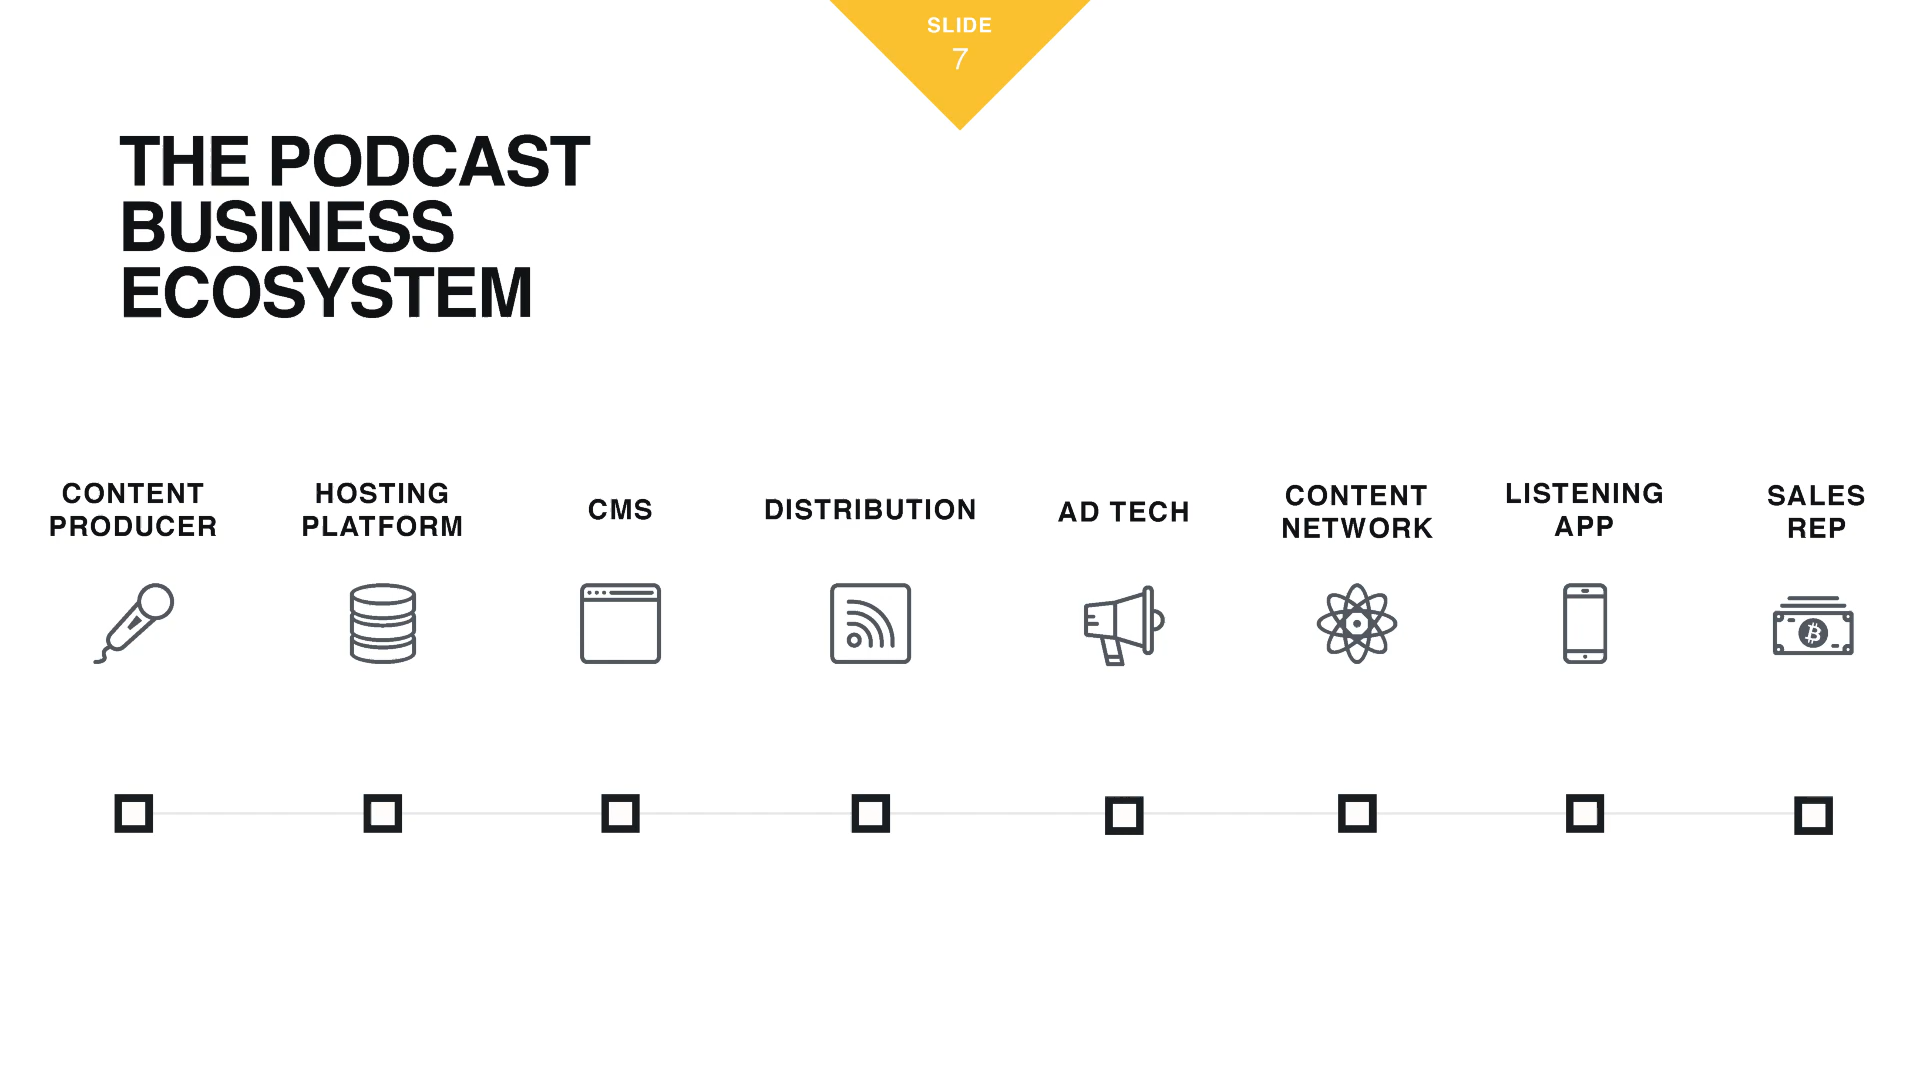 SLIDE
7
THE PODCAST
BUSINESS
ECOSYSTEM
CONTENT
PRODUCER
HOSTING
PLATFORM
CMS
DISTRIBUTION
AD TECH
CONTENT
NETWORK
LISTENING
APP
SALES
REP